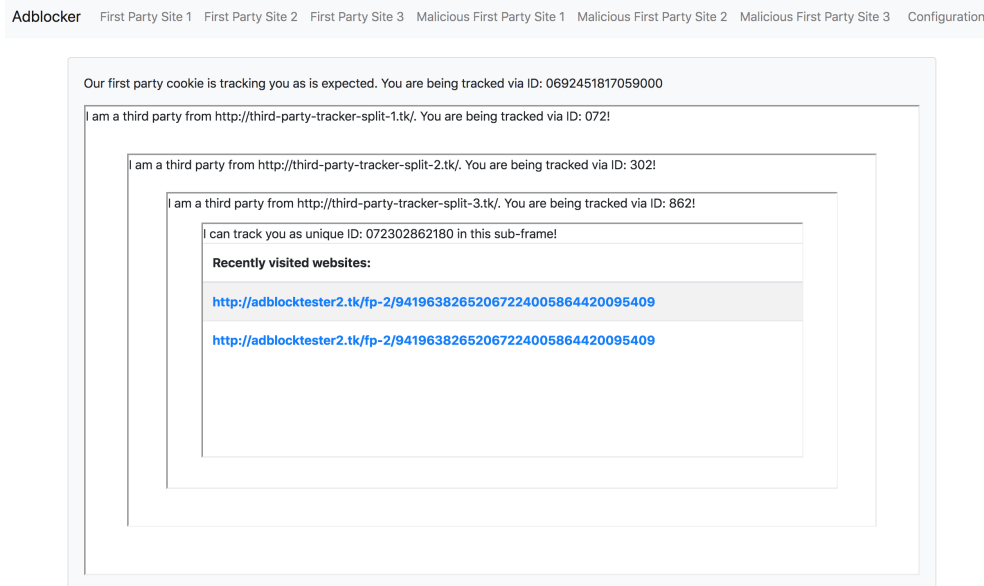 Adblocker First Party Site 1 First Party Site 2 First Party Site 3 Malicious First Party Site 1 Malicious First Party Site 2 Malicious First Party Site 3 Configuration
Our first party cookie is tracking you as is expected. You are being tracked via ID: 0692451817059000
I am a third party from http://third-party-tracker-split-1.tk/. You are being tracked via ID: 072!
I am a third party from http://third-party-tracker-split-2.tk/. You are being tracked via ID: 302!
I am a third party from http://third-party-tracker-split-3.tk/. You are being tracked via ID: 862!
I can track you as unique ID: 072302862180 in this sub-frame!
Recently visited websites:
http://adblocktester2.tk/fp-2/94196382652067224005864420095409
http://adblocktester2.tk/fp-2/94196382652067224005864420095409